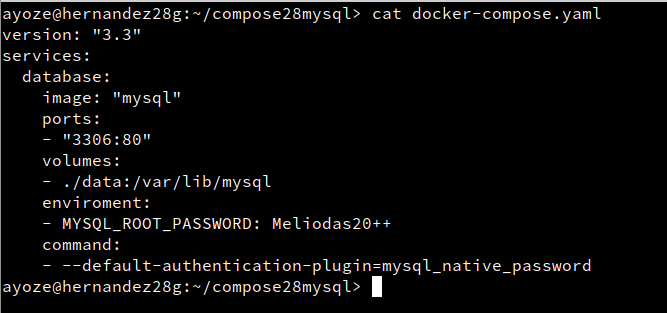 ayoze@hernandez28g:~/compose28mysql> cat docker-compose.yaml
version: "3.3"
services:
  database:
    image: "mysql"
    ports:
    - "3306:80"
    volumes:
    - ./data:/var/lib/mysql
    enviroment:
    - MYSQL_ROOT_PASSWORD: Meliodas20++
    command:
    - --default-authentication-plugin=mysql_native_password
ayoze@hernandez28g:~/compose28mysql>